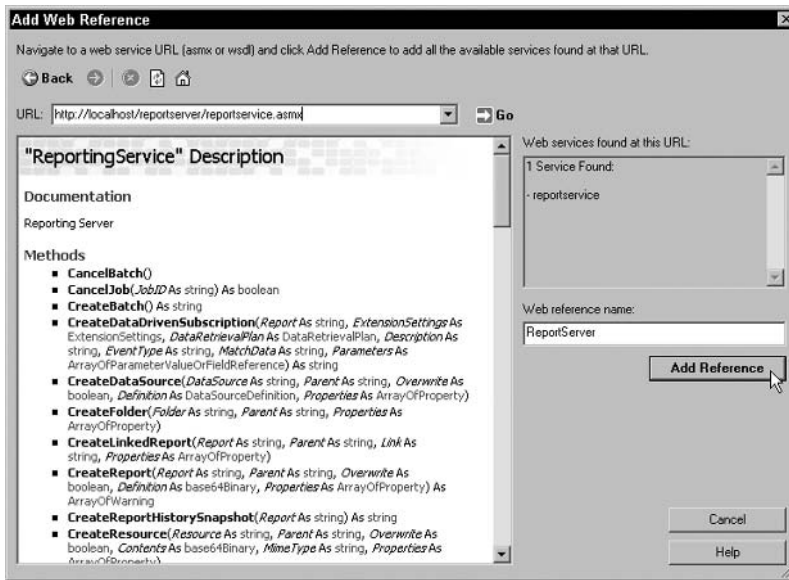 Add Web Reference
Navigate to a web service URL (asmx or wsdl) and click Add Reference to add all the available services found at that URL.
Back
URL: http://localhost/reportserver/reportservice.asmx
Go
"ReportingService" Description
Documentation
Reporting Server
Methods
CancelBatch()
CancelJob(JobID As string) As boolean
CreateBatch() As string
CreateDataDrivenSubscription(Report As string, ExtensionSettings As
ExtensionSettings, DataRetrievalPlan As DataRetrievalPlan, Description As
string, EventType As string, MatchData As string, Parameters As
ArrayOfParameterValueOrFieldReference) As string
CreateDataSource(DataSource As string, Parent As string, Overwrite As
boolean, Definition As DataSourceDefinition, Properties As ArrayOfProperty)
CreateFolder(Folder As string, Parent As string, Properties As
ArrayOfProperty)
CreateLinkedReport(Report As string, Parent As string, Link As
string, Properties As ArrayOfProperty)
CreateReport(Report As string, Parent As string, Overwrite As
boolean, Definition As base64Binary, Properties As ArrayOfProperty) As
ArrayOfWarning
CreateReportHistorySnapshot(Report As string) As string
CreateResource(Resource As string, Parent As string, Overwrite As
boolean, Contents As base64Binary, MimeType As string, Properties As
ArrayOfProperty)
Web services found at this URL:
1 Service Found:
- reportservice
Web reference name:
ReportServer
Add Reference
Cancel
Help